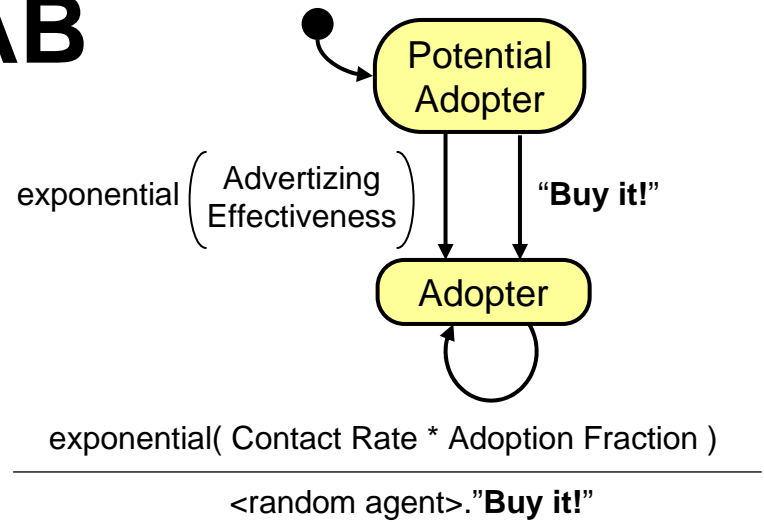 AB
Potential
Adopter
exponential ( Advertizing
Effectiveness )
“Buy it!”
Adopter
exponential( Contact Rate * Adoption Fraction )
<random agent>.”Buy it!”